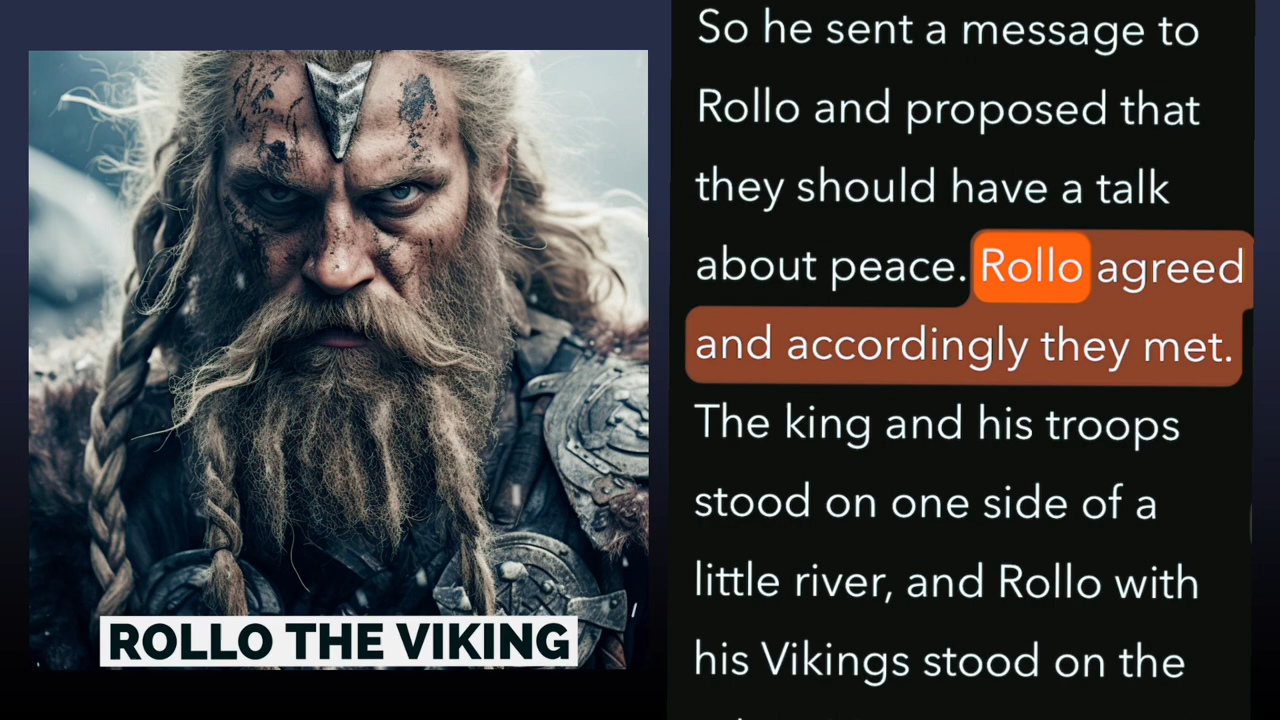 ROLLO THE VIKING
So he sent a message to
Rollo and proposed that
they should have a talk
about peace. Rollo agreed
and accordingly they met.
The king and his troops
stood on one side of a
little river, and Rollo with
his Vikings stood on the